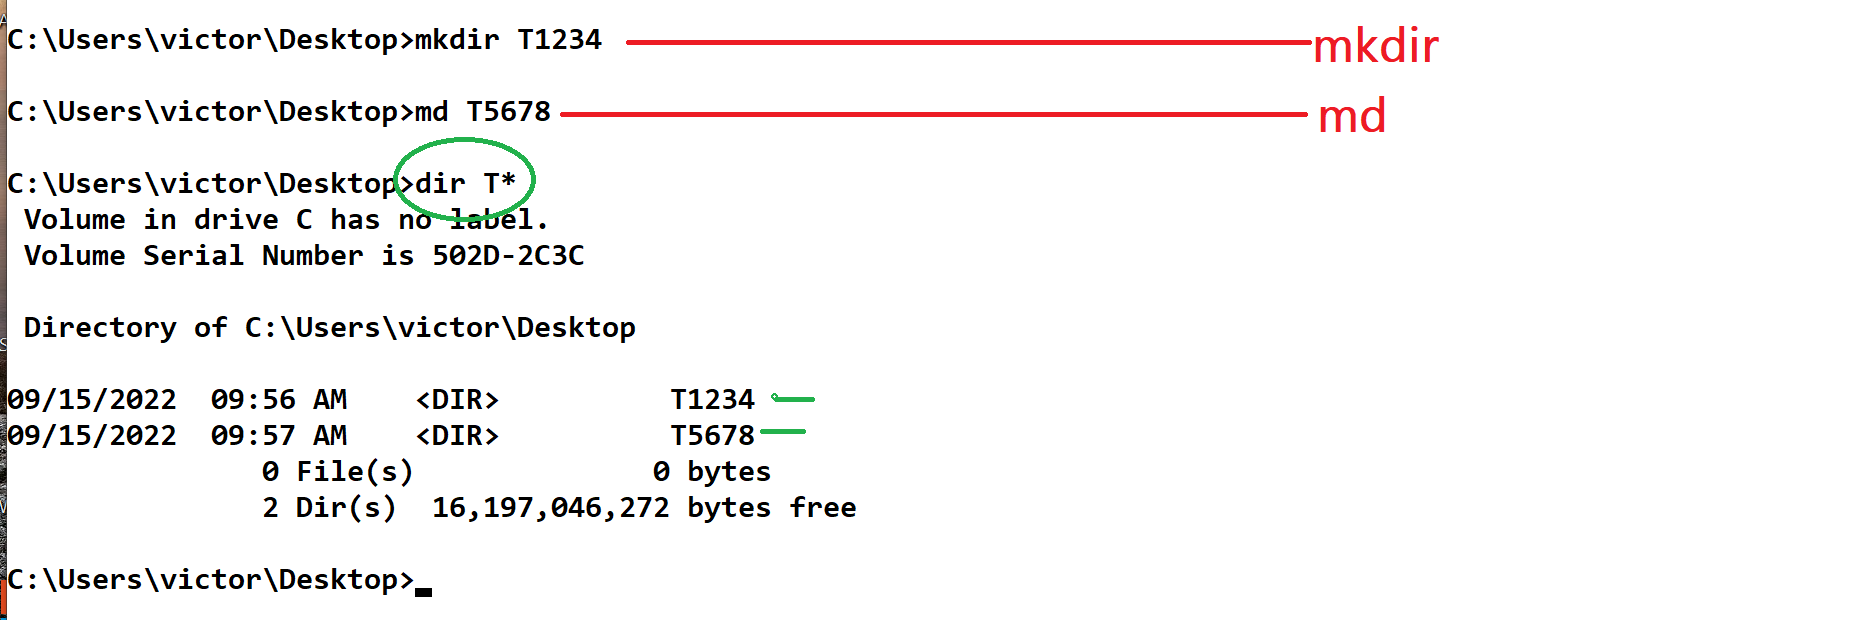 C:\Users\victor\Desktop>mkdir T1234 mkdir
C:\Users\victor\Desktop>md T5678 md
C:\Users\victor\Desktop>dir T*
Volume in drive C has no label.
Volume Serial Number is 502D-2C3C
Directory of C:\Users\victor\Desktop
09/15/2022 09:56 AM <DIR> T1234
09/15/2022 09:57 AM <DIR> T5678
0 File(s) 0 bytes
2 Dir(s) 16,197,046,272 bytes free
C:\Users\victor\Desktop>